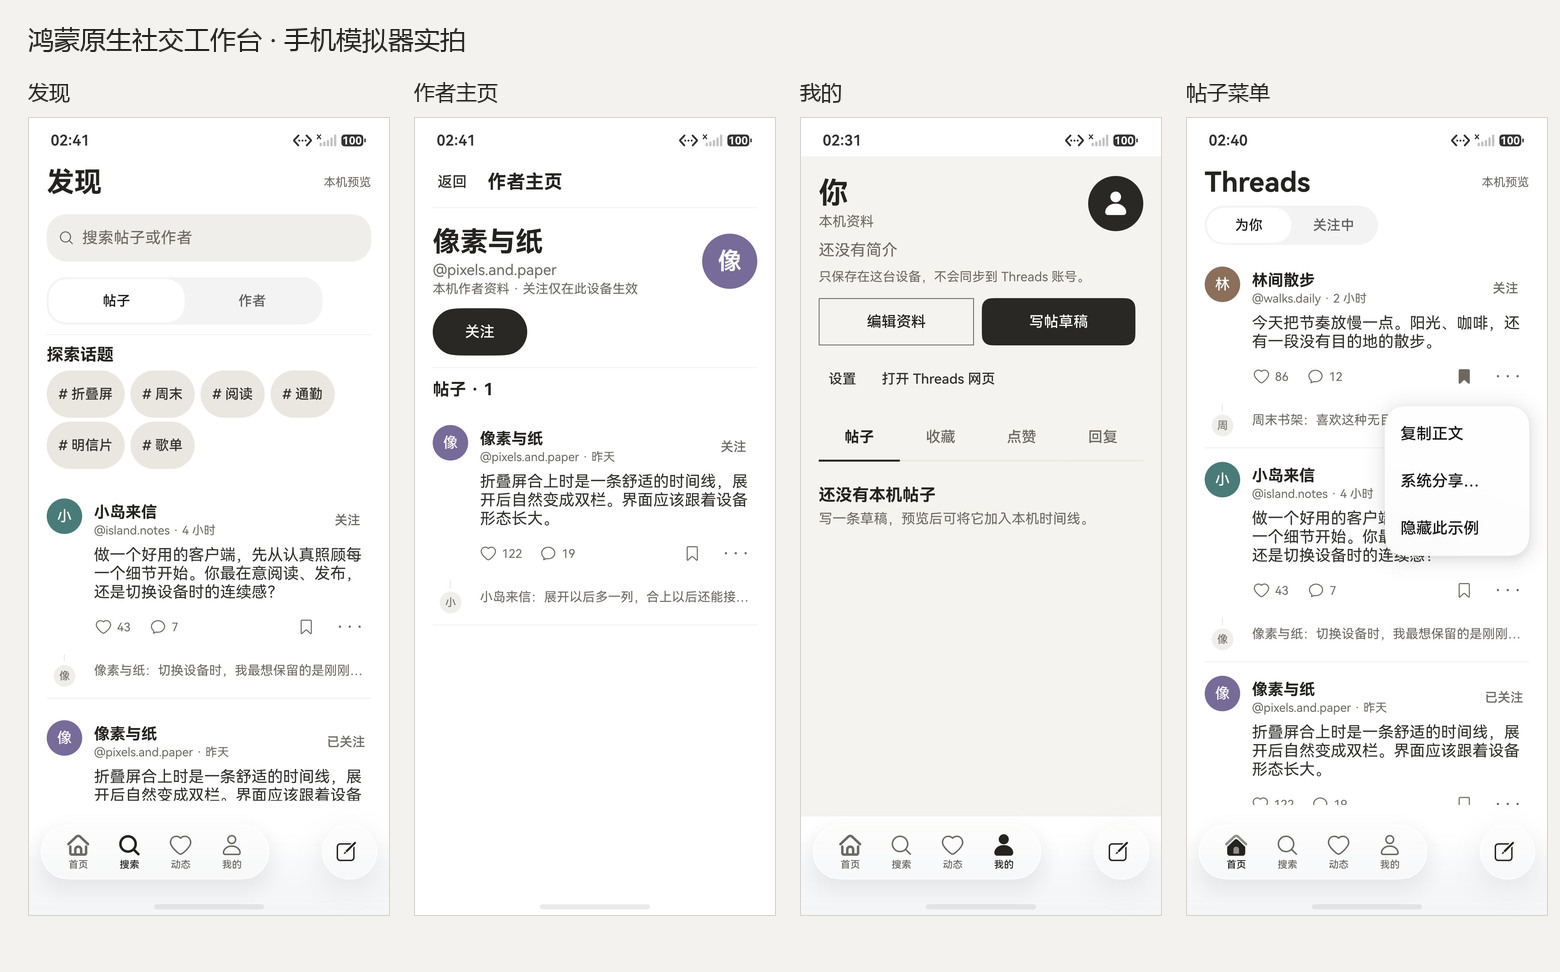 鸿蒙原生社交工作台 · 手机模拟器实拍
发现
02:41
100
发现
本机预览
搜索帖子或作者
帖子
作者
探索话题
# 折叠屏
# 周末
# 阅读
# 通勤
# 明信片
# 歌单
小
小岛来信
@island.notes · 4 小时
关注
做一个好用的客户端，先从认真照顾每
一个细节开始。你最在意阅读、发布，
还是切换设备时的连续感？
43
7
像
像素与纸：切换设备时，我最想保留的是刚刚...
像
像素与纸
@pixels.and.paper · 昨天
已关注
折叠屏合上时是一条舒适的时间线，展
开后自然变成双栏。界面应该跟着设备
首页
搜索
动态
我的
作者主页
02:41
100
返回
作者主页
像素与纸
@pixels.and.paper
本机作者资料 · 关注仅在此设备生效
像
关注
帖子 · 1
像
像素与纸
@pixels.and.paper · 昨天
关注
折叠屏合上时是一条舒适的时间线，展
开后自然变成双栏。界面应该跟着设备
形态长大。
122
19
小
小岛来信：展开以后多一列，合上以后还能接...
我的
02:31
100
你
本机资料
还没有简介
只保存在这台设备，不会同步到 Threads 账号。
编辑资料
写帖草稿
设置
打开 Threads 网页
帖子
收藏
点赞
回复
还没有本机帖子
写一条草稿，预览后可将它加入本机时间线。
首页
搜索
动态
我的
帖子菜单
02:40
100
Threads
本机预览
为你
关注中
林
林间散步
@walks.daily · 2 小时
关注
今天把节奏放慢一点。阳光、咖啡，还
有一段没有目的地的散步。
86
12
周
周末书架：喜欢这种无目
复制正文
系统分享...
隐藏此示例
小
小岛来信
@island.notes · 4 小时
做一个好用的客户端
一个细节开始。你最
还是切换设备时的连续感？
43
7
像
像素与纸：切换设备时，我最想保留的是刚刚...
像
像素与纸
@pixels.and.paper · 昨天
已关注
折叠屏合上时是一条舒适的时间线，展
开后自然变成双栏。界面应该跟着设备
形态长大。
122
19
首页
搜索
动态
我的